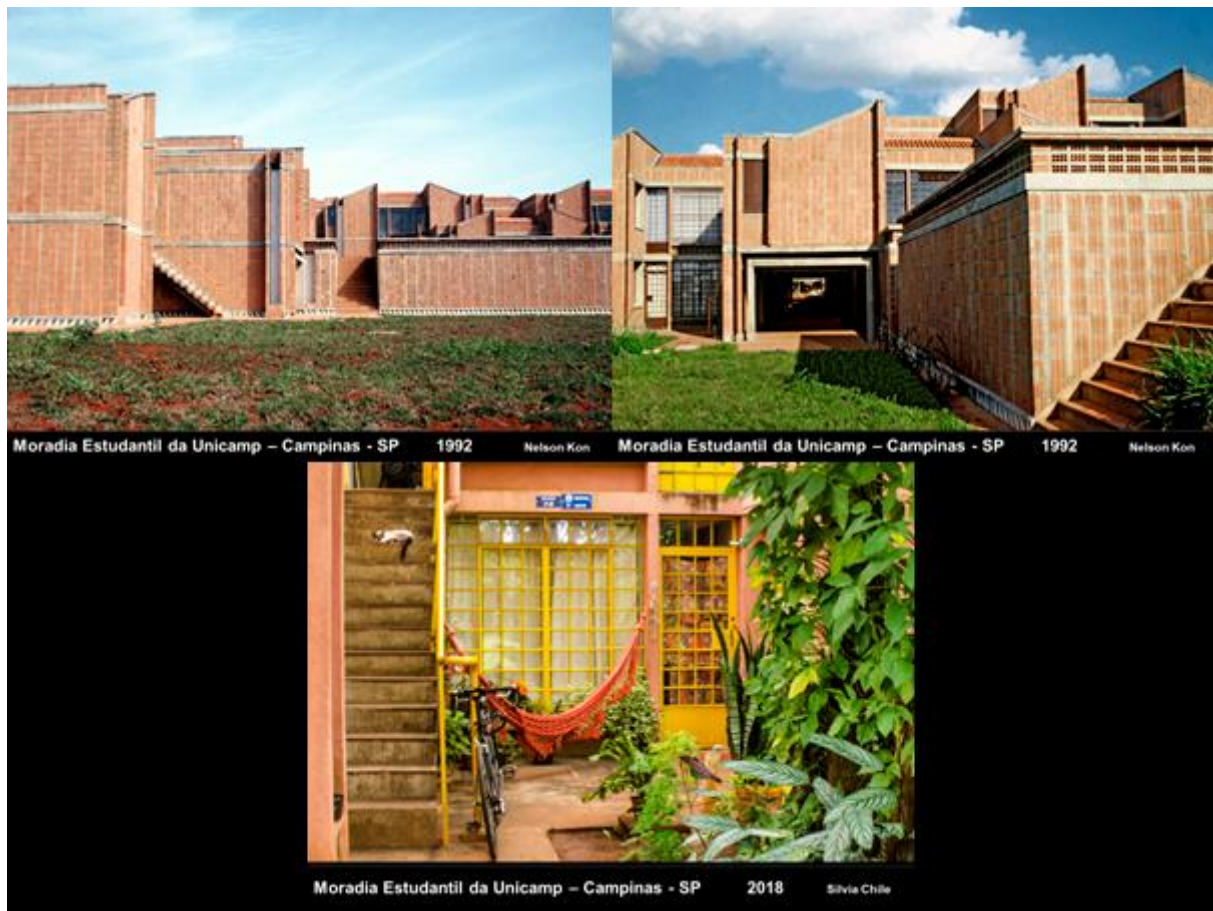 Moradia Estudantil da Unicamp – Campinas - SP 1992 Nelson Kon
Moradia Estudantil da Unicamp – Campinas - SP 1992 Nelson Kon
Moradia Estudantil da Unicamp – Campinas - SP 2018 Silvia Chile